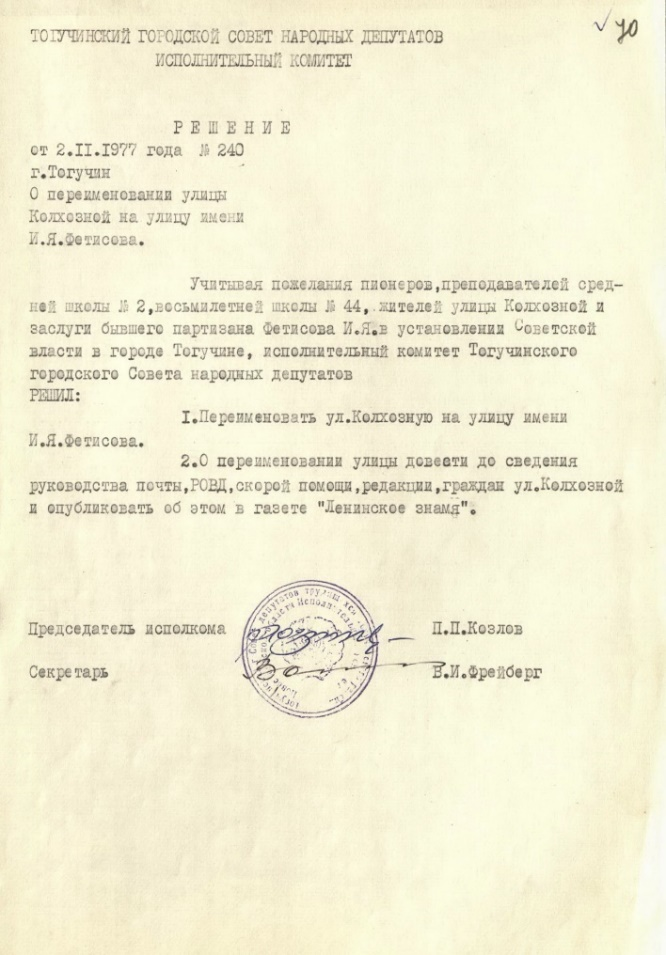 70
ТОГУЧИНСКИЙ ГОРОДСКОЙ СОВЕТ НАРОДНЫХ ДЕПУТАТОВ
ИСПОЛНИТЕЛЬНЫЙ КОМИТЕТ
Р Е Ш Е Н И Е
от 2.II.1977 года № 240
г.Тогучин
О переименовании улицы
Колхозной на улицу имени
И.Я.Фетисова.
Учитывая пожелания пионеров,преподавателей сред-
ней школы № 2,восьмилетней школы № 44, жителей улицы Колхозной и
заслуги бывшего партизана Фетисова И.Я.в установлении Советской
власти в городе Тогучине, исполнительный комитет Тогучинского
городского Совета народных депутатов
РЕШИЛ:
I.Переименовать ул.Колхозную на улицу имени
И.Я.Фетисова.
2.О переименовании улицы довести до сведения
руководства почты,РОВД,скорой помощи,редакции,граждан ул.Колхозной
и опубликовать об этом в газете "Ленинское знамя".
Председатель исполкома П.П.Козлов
Секретарь В.И.Фрейберг